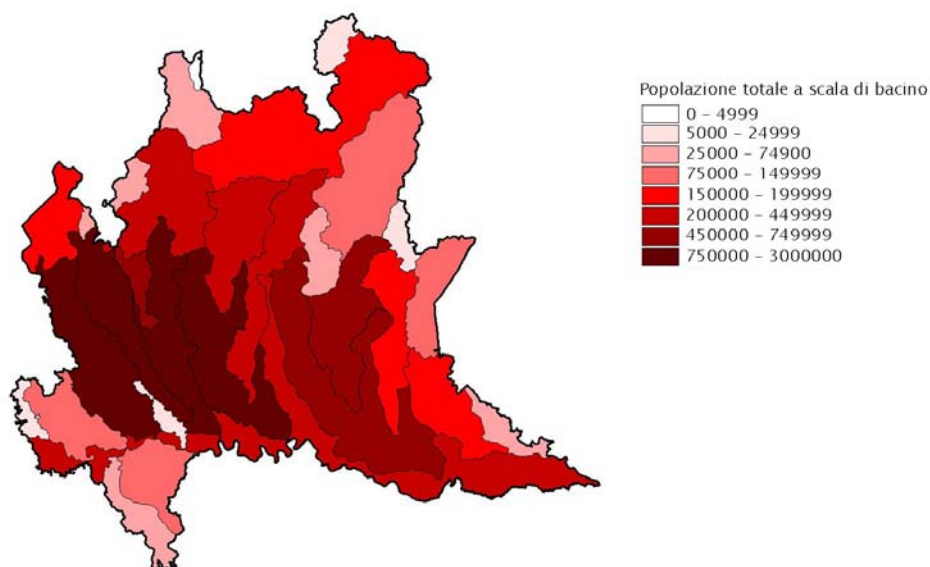 Popolazione totale a scala di bacino
0 – 4999
5000 – 24999
25000 – 74900
75000 – 149999
150000 – 199999
200000 – 449999
450000 – 749999
750000 – 3000000